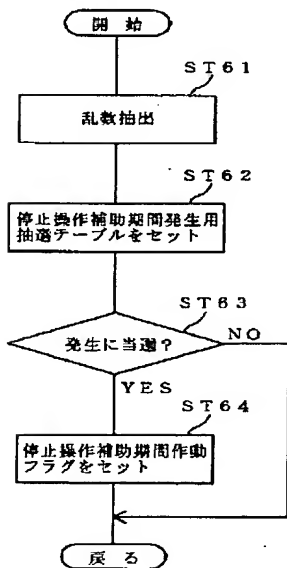 開 始
ST61
乱数抽出
ST62
停止操作補助期間発生用
抽選テーブルをセット
ST63
発生に当選?
NO
YES
ST64
停止操作補助期間作動
フラグをセット
戻 る